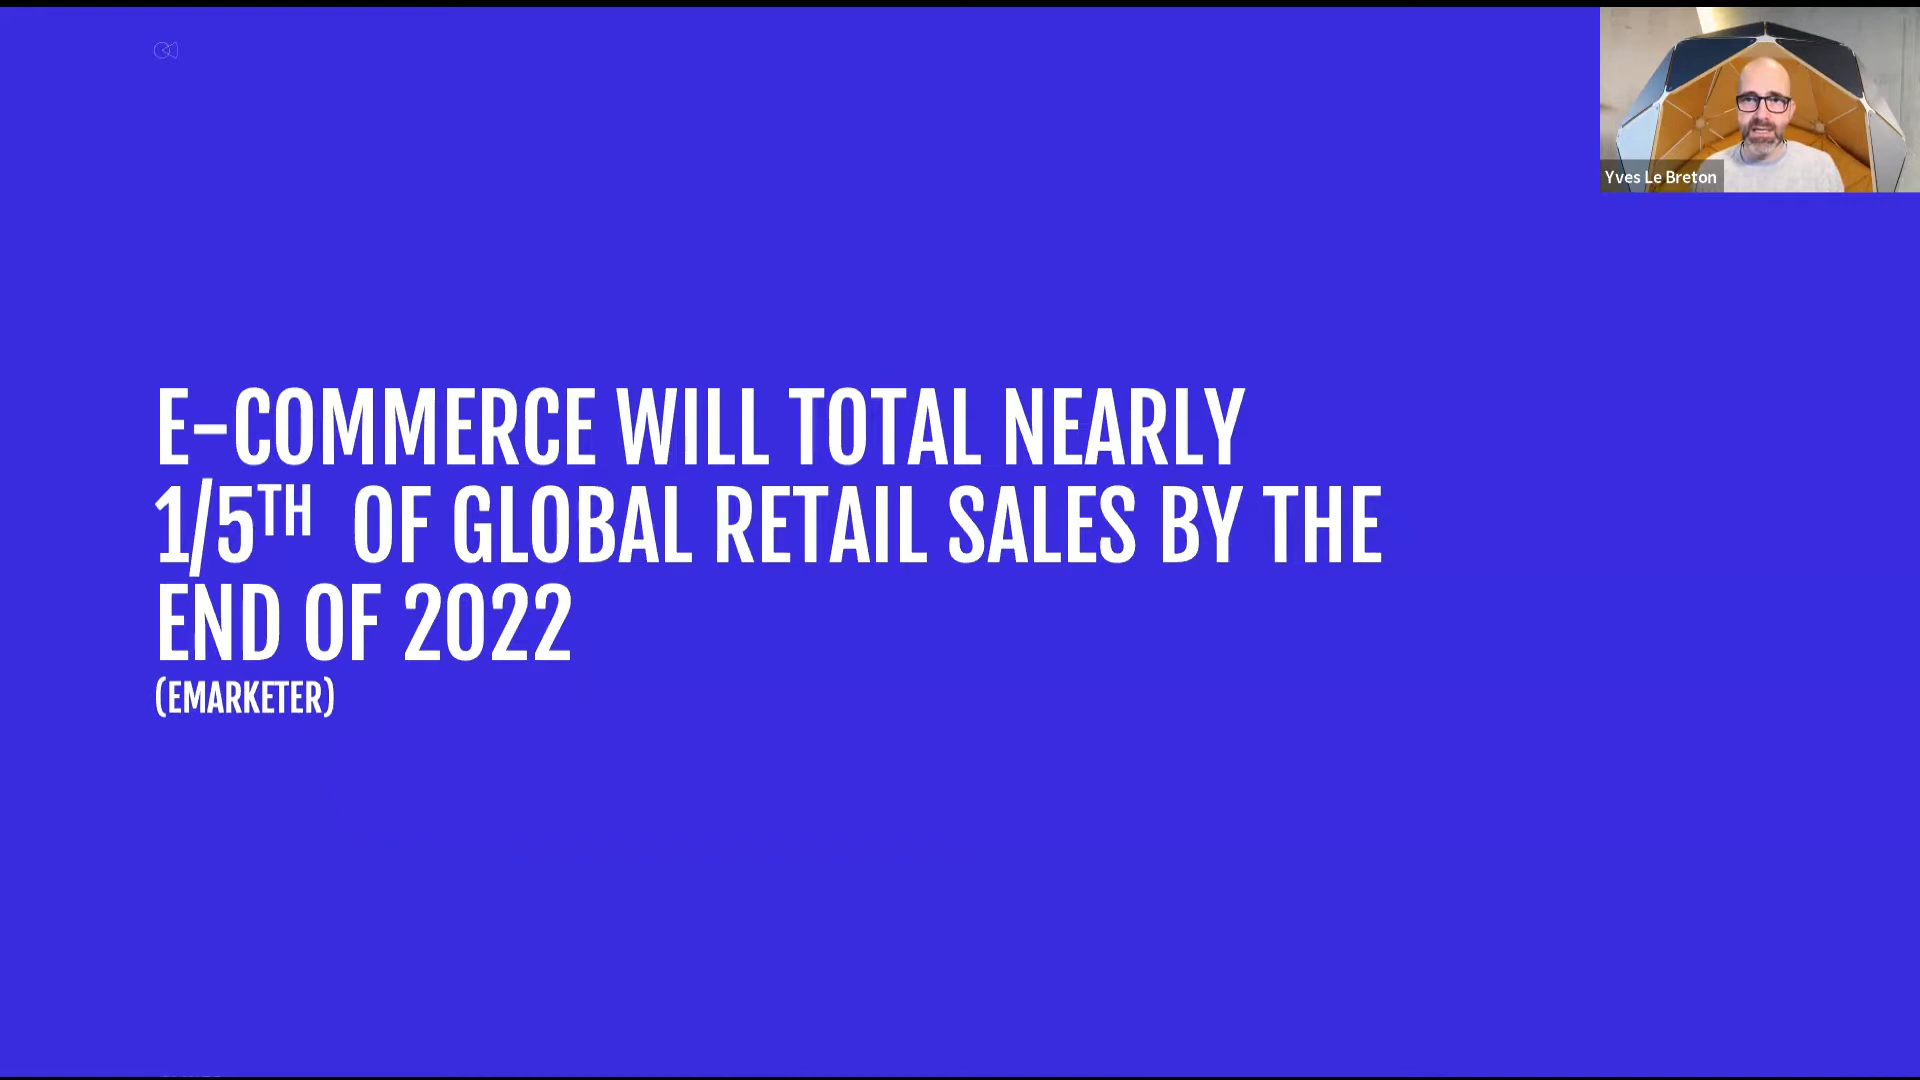 Yves Le Breton
E-COMMERCE WILL TOTAL NEARLY
1/5TH OF GLOBAL RETAIL SALES BY THE
END OF 2022
(EMARKETER)